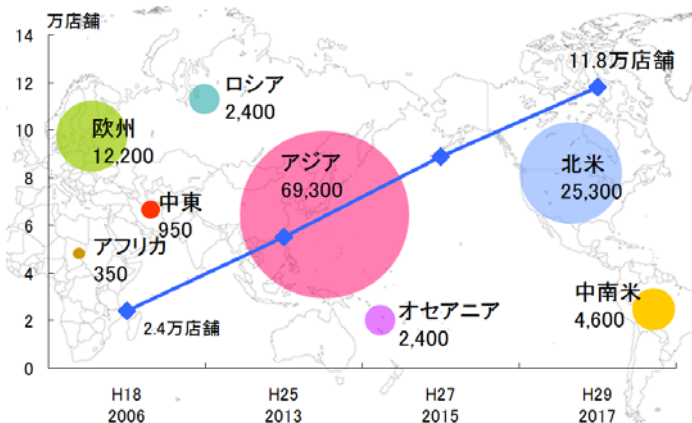 万店舗
14
12
10
8
6
4
2
0
欧州
12,200
ロシア
2,400
中東
950
アフリカ
350
アジア
69,300
オセアニア
2,400
北米
25,300
中南米
4,600
2.4万店舗
11.8万店舗
H18
2006
H25
2013
H27
2015
H29
2017